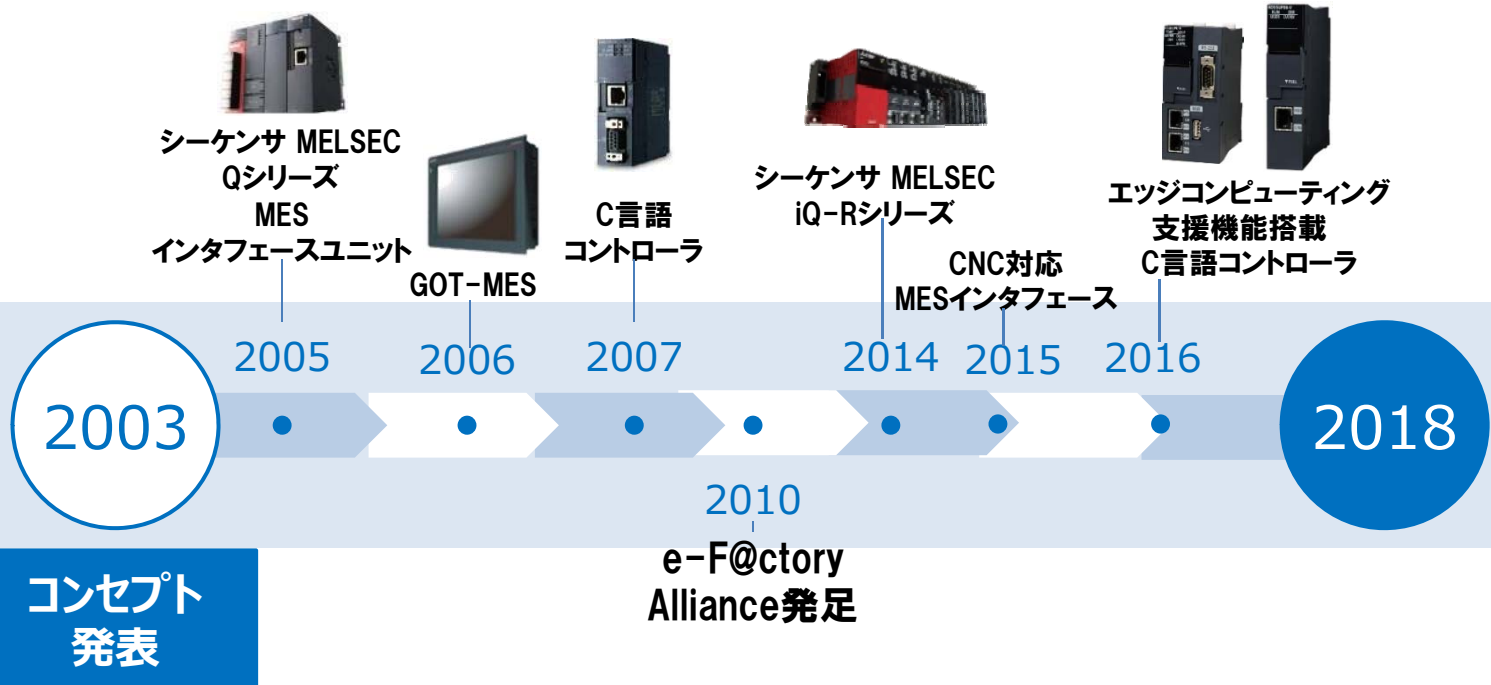 シーケンサ MELSEC
Qシリーズ
MES
インタフェースユニット
GOT-MES
C言語
コントローラ
シーケンサ MELSEC
iQ-Rシリーズ
CNC対応
MESインタフェース
エッジコンピューティング
支援機能搭載
C言語コントローラ
2003
2005
2006
2007
2014
2015
2016
2018
2010
e-F@ctory
Alliance発足
コンセプト
発表